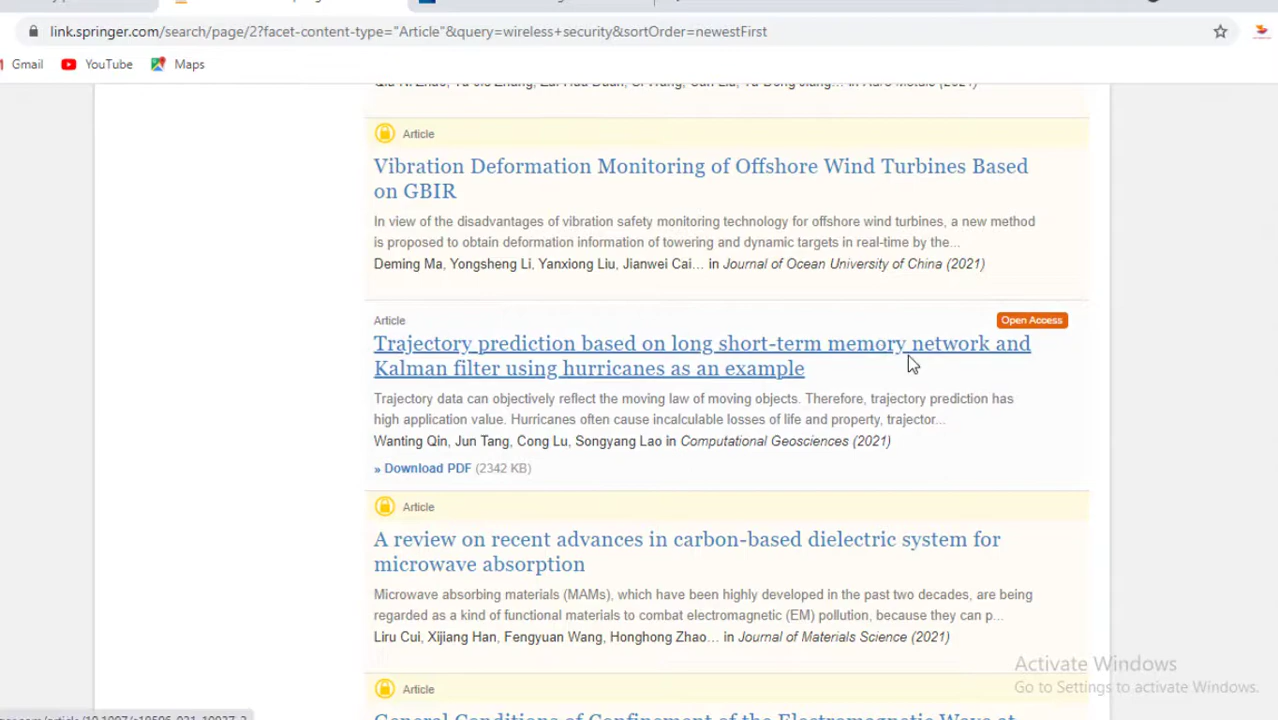 link.springer.com/search/page/2?facet-content-type="Article"&query=wireless+security&sortOrder=newestFirst
Gmail YouTube Maps
Article
Vibration Deformation Monitoring of Offshore Wind Turbines Based
on GBIR
In view of the disadvantages of vibration safety monitoring technology for offshore wind turbines, a new method
is proposed to obtain deformation information of towering and dynamic targets in real-time by the...
Deming Ma, Yongsheng Li, Yanxiong Liu, Jianwei Cai… in Journal of Ocean University of China (2021)
Article Open Access
Trajectory prediction based on long short-term memory network and
Kalman filter using hurricanes as an example
Trajectory data can objectively reflect the moving law of moving objects. Therefore, trajectory prediction has
high application value. Hurricanes often cause incalculable losses of life and property, trajector...
Wanting Qin, Jun Tang, Cong Lu, Songyang Lao in Computational Geosciences (2021)
» Download PDF (2342 KB)
Article
A review on recent advances in carbon-based dielectric system for
microwave absorption
Microwave absorbing materials (MAMs), which have been highly developed in the past two decades, are being
regarded as a kind of functional materials to combat electromagnetic (EM) pollution, because they can p...
Liru Cui, Xijiang Han, Fengyuan Wang, Honghong Zhao… in Journal of Materials Science (2021)
Activate Windows
Go to Settings to activate Windows.
Article
General Conditions of Confinement of the Electromagnetic Wave at